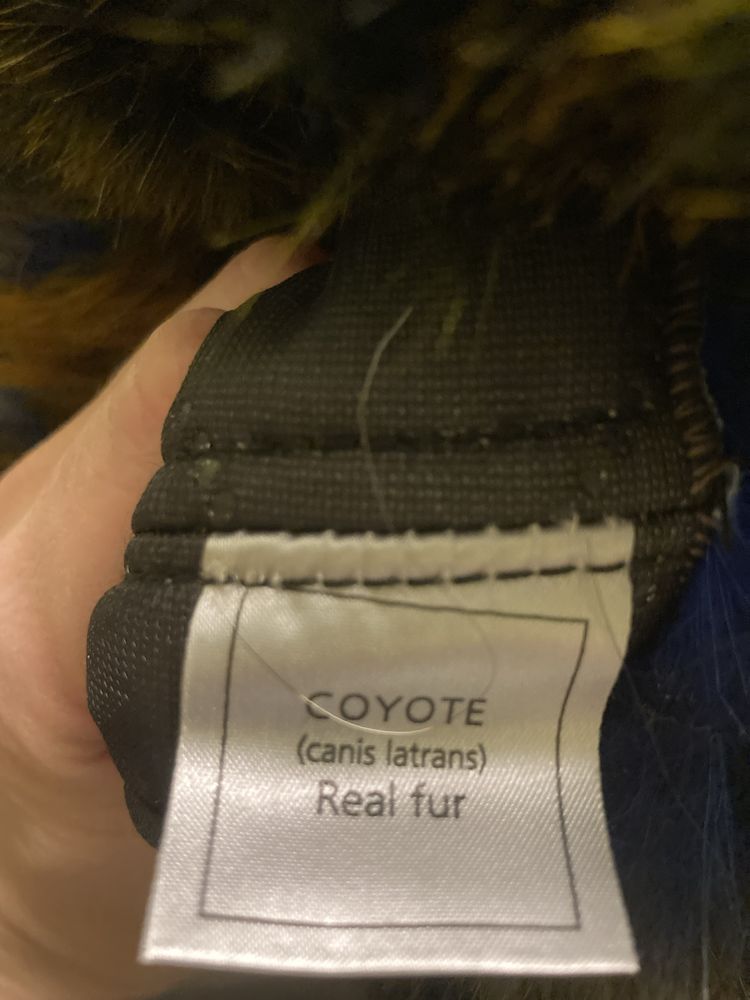 COYOTE
(canis latrans)
Real fur